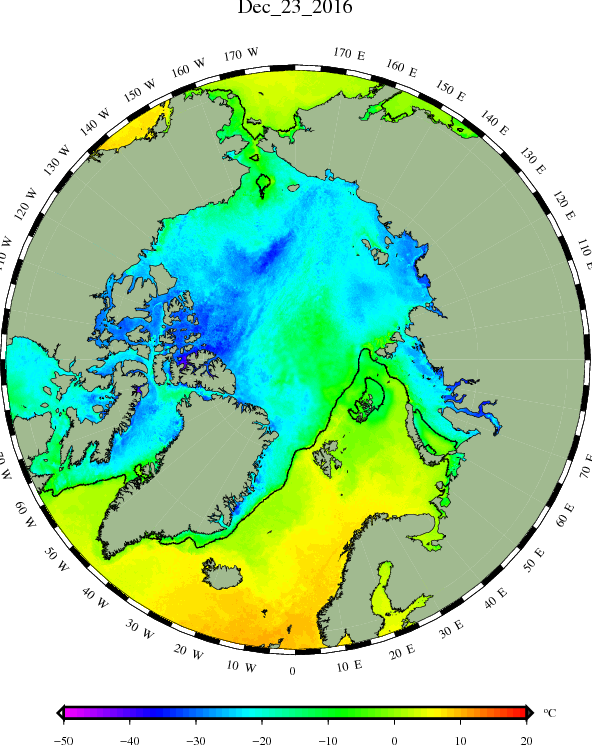 Dec_23_2016
170 W
170 E
160 W
160 E
150 W
150 E
140 W
140 E
130 W
130 E
120 W
120 E
110 E
70 E
60 W
60 E
50 W
50 E
40 W
40 E
30 W
30 E
20 W
20 E
10 W
10 E
0
°C
−50 −40 −30 −20 −10 0 10 20